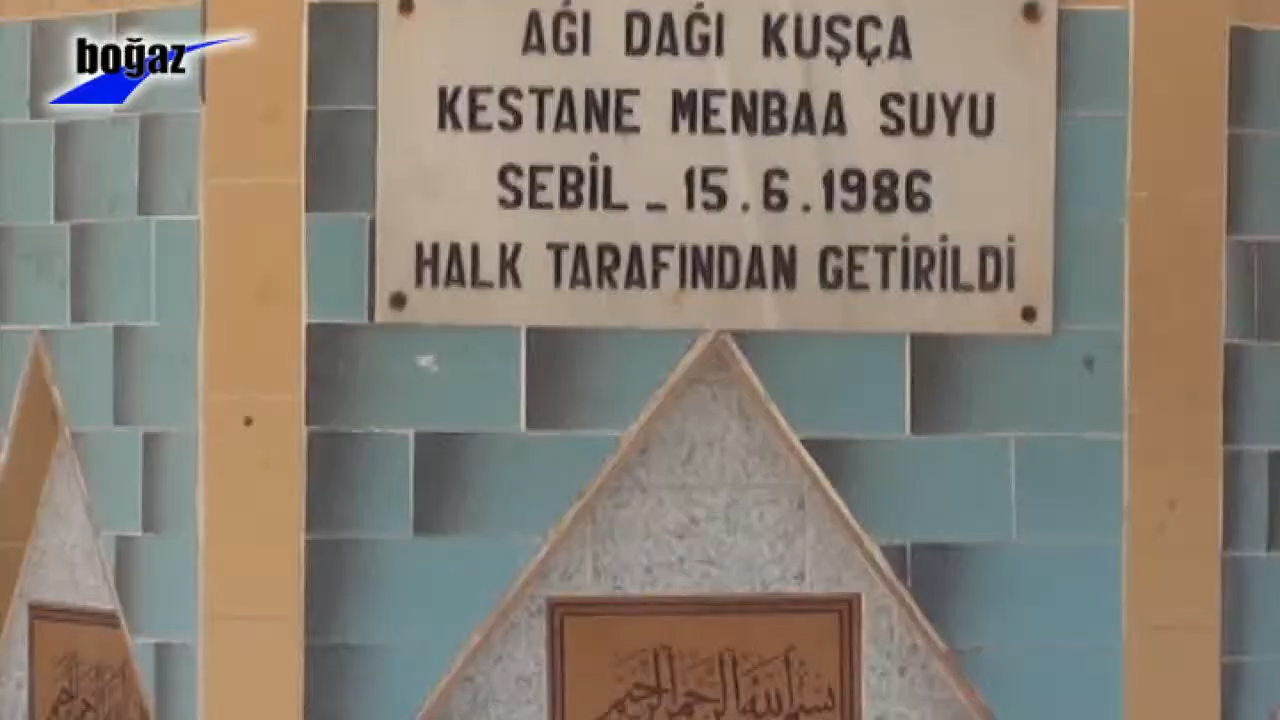 boğaz
AĞI DAĞI KUŞÇA
KESTANE MENBAA SUYU
SEBİL_15.6.1986
HALK TARAFINDAN GETİRİLDİ
بسم الله الرحمن الرحيم